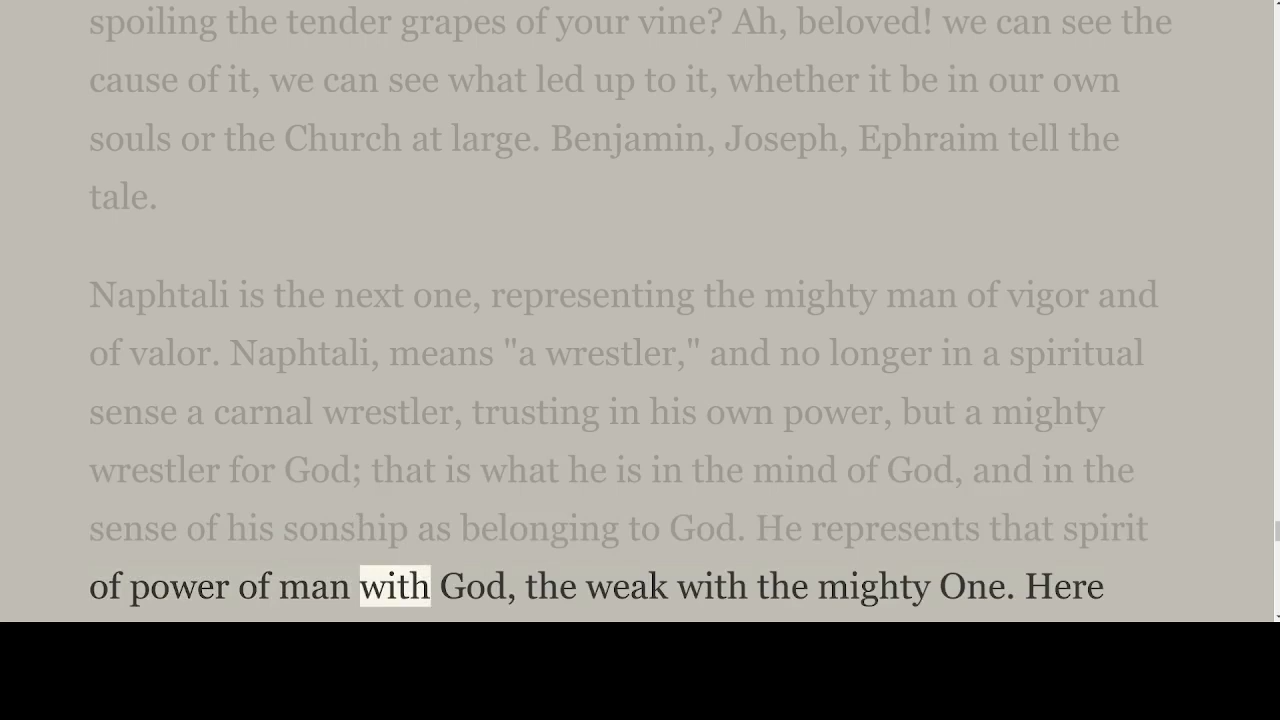 spoiling the tender grapes of your vine? Ah, beloved! we can see the
cause of it, we can see what led up to it, whether it be in our own
souls or the Church at large. Benjamin, Joseph, Ephraim tell the
tale.
Naphtali is the next one, representing the mighty man of vigor and
of valor. Naphtali, means "a wrestler," and no longer in a spiritual
sense a carnal wrestler, trusting in his own power, but a mighty
wrestler for God; that is what he is in the mind of God, and in the
sense of his sonship as belonging to God. He represents that spirit
of power of man with God, the weak with the mighty One. Here